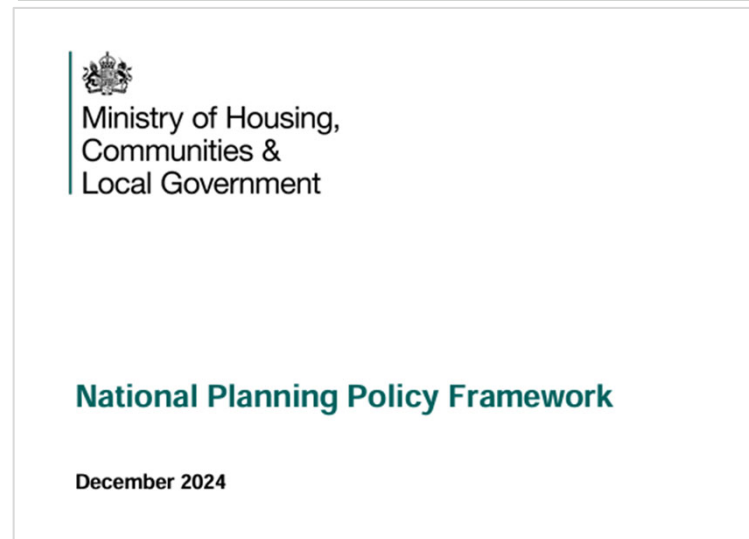 Ministry of Housing,
Communities &
Local Government
National Planning Policy Framework
December 2024